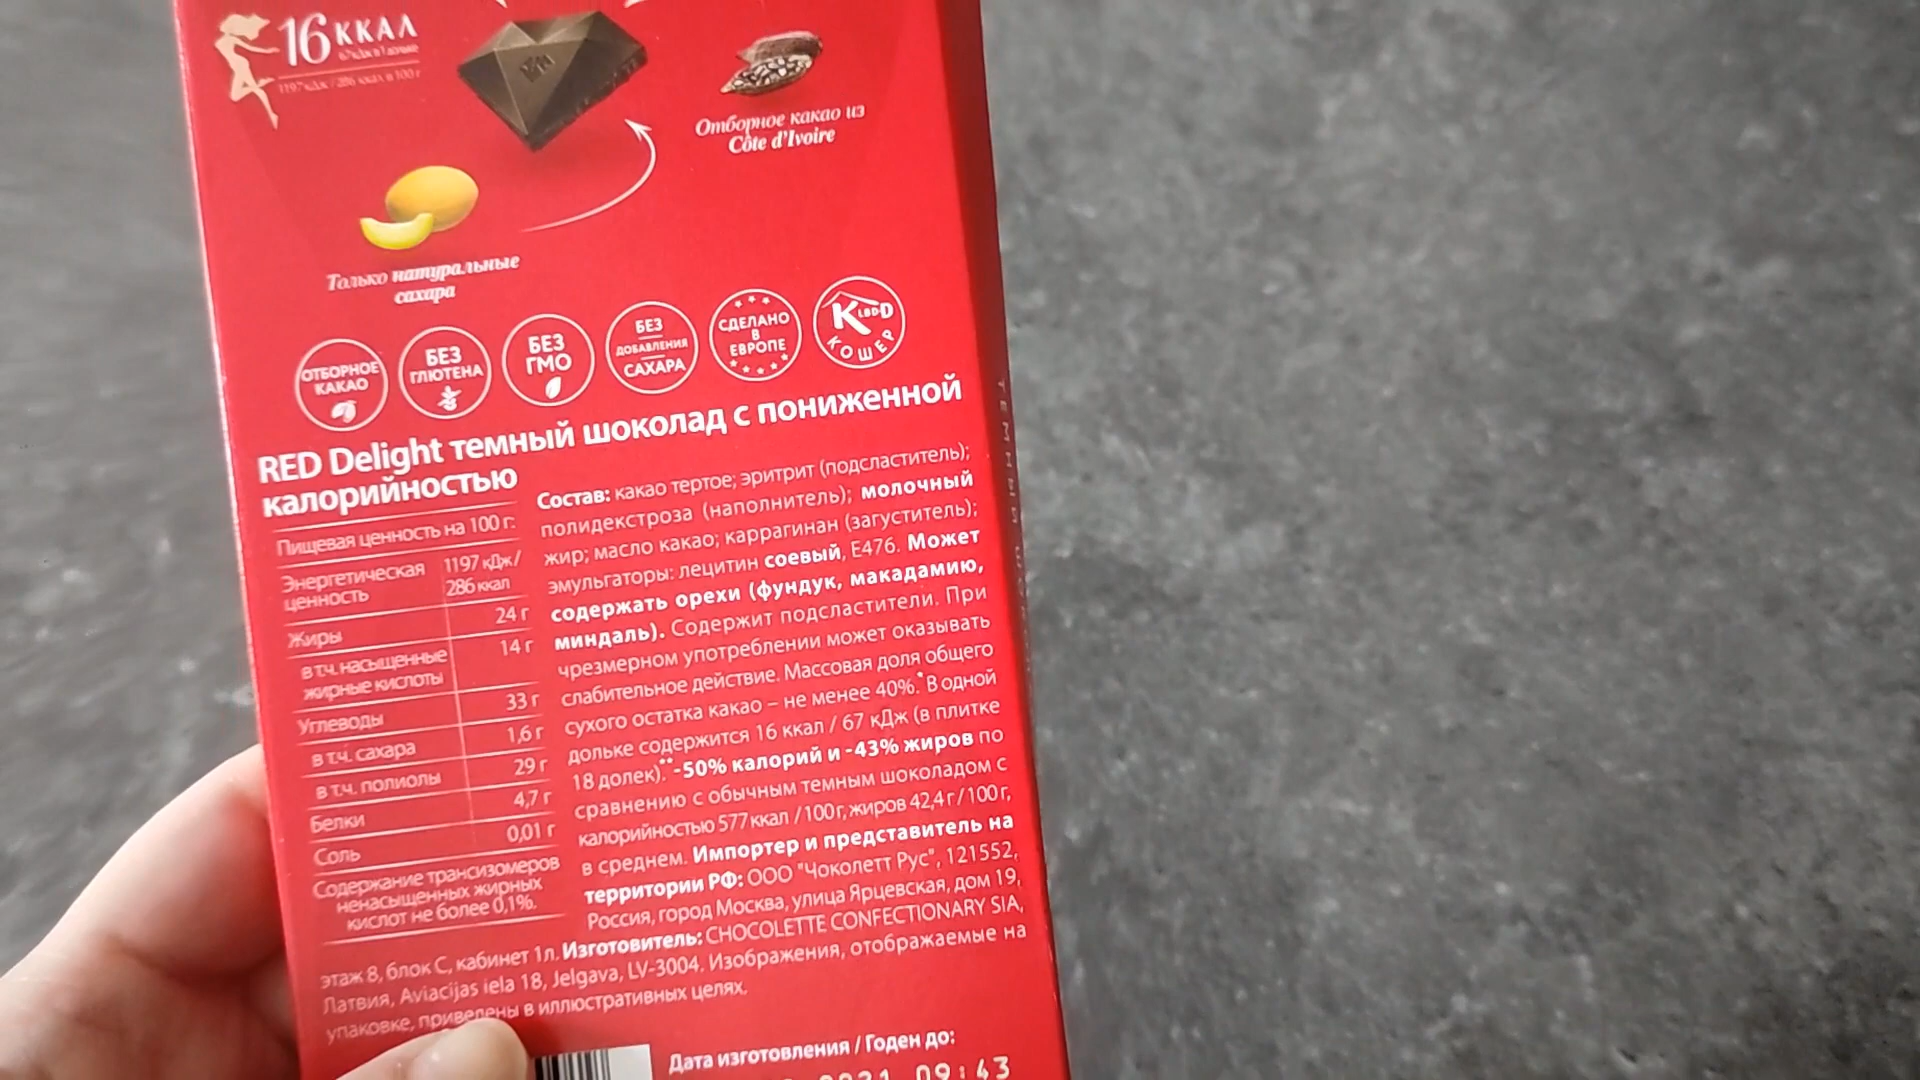 16 ККАЛ
67 кДж в 1 дольке
1197 кДж / 286 ккал в 100 г
Отборное какао из
Côte d'Ivoire
Только натуральные
сахара
ОТБОРНОЕ
КАКАО
БЕЗ
ГЛЮТЕНА
БЕЗ
ГМО
БЕЗ
ДОБАВЛЕНИЯ
САХАРА
СДЕЛАНО
В
ЕВРОПЕ
K LBD-D
КОШЕР
RED Delight темный шоколад с пониженной
калорийностью
Пищевая ценность на 100 г:
Энергетическая ценность 1197 кДж/ 286 ккал
Жиры 24 г
в т.ч. насыщенные жирные кислоты 14 г
Углеводы 33 г
в т.ч. сахара 1,6 г
в т.ч. полиолы 29 г
Белки 4,7 г
Соль 0,01 г
Содержание трансизомеров
ненасыщенных жирных
кислот не более 0,1%.
Состав: какао тертое; эритрит (подсластитель);
полидекстроза (наполнитель); молочный
жир; масло какао; каррагинан (загуститель);
эмульгаторы: лецитин соевый, Е476. Может
содержать орехи (фундук, макадамию,
миндаль). Содержит подсластители. При
чрезмерном употреблении может оказывать
слабительное действие. Массовая доля общего
сухого остатка какао – не менее 40%.* В одной
дольке содержится 16 ккал / 67 кДж (в плитке
18 долек).**-50% калорий и -43% жиров по
сравнению с обычным темным шоколадом с
калорийностью 577 ккал / 100 г, жиров 42,4 г / 100 г,
в среднем. Импортер и представитель на
территории РФ: ООО "Чоколетт Рус", 121552,
Россия, город Москва, улица Ярцевская, дом 19,
этаж 8, блок С, кабинет 1л. Изготовитель: CHOCOLETTE CONFECTIONARY SIA,
Латвия, Aviacijas iela 18, Jelgava, LV-3004. Изображения, отображаемые на
упаковке, приведены в иллюстративных целях.
Дата изготовления / Годен до:
2021 09:43
ТЕМНЫЙ